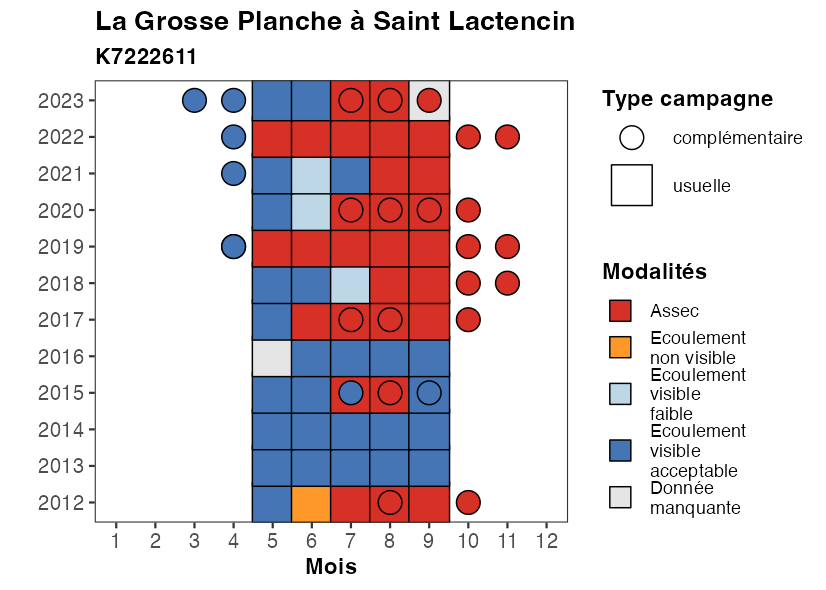 La Grosse Planche à Saint Lactencin
K7222611
2023
2022
2021
2020
2019
2018
2017
2016
2015
2014
2013
2012
1 2 3 4 5 6 7 8 9 10 11 12
Mois
Type campagne
complémentaire
usuelle
Modalités
Assec
Ecoulement
non visible
Ecoulement
visible
faible
Ecoulement
visible
acceptable
Donnée
manquante